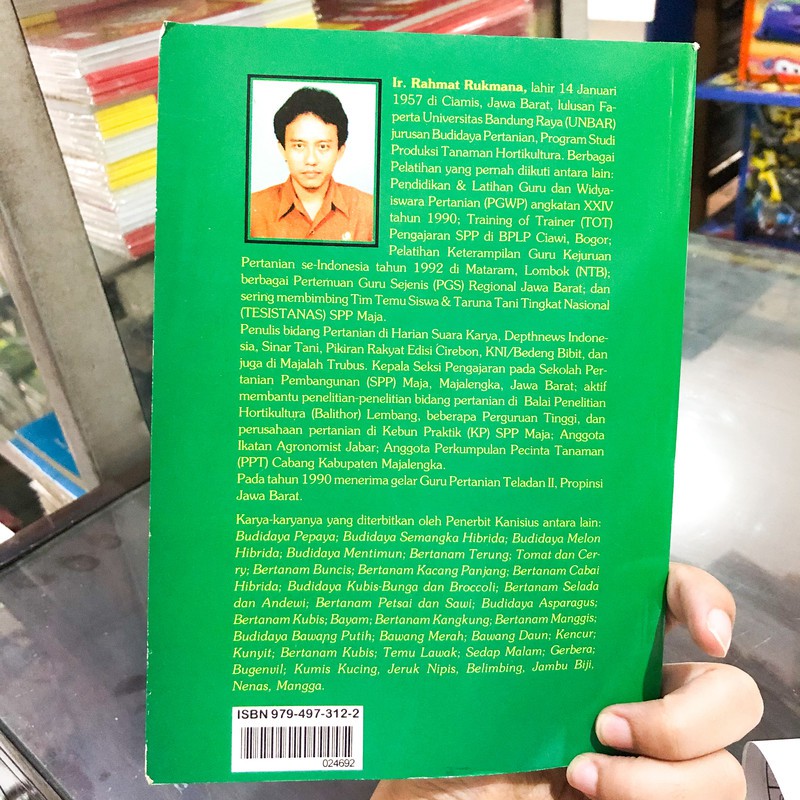 Ir. Rahmat Rukmana, lahir 14 Januari
1957 di Ciamis, Jawa Barat, lulusan Fa-
perta Universitas Bandung Raya (UNBAR)
jurusan Budidaya Pertanian, Program Studi
Produksi Tanaman Hortikultura. Berbagai
Pelatihan yang pernah diikuti antara lain:
Pendidikan & Latihan Guru dan Widya-
iswara Pertanian (PGWP) angkatan XXIV
tahun 1990; Training of Trainer (TOT)
Pengajaran SPP di BPLP Ciawi, Bogor;
Pelatihan Keterampilan Guru Kejuruan
Pertanian se-Indonesia tahun 1992 di Mataram, Lombok (NTB);
berbagai Pertemuan Guru Sejenis (PGS) Regional Jawa Barat; dan
sering membimbing Tim Temu Siswa & Taruna Tani Tingkat Nasional
(TESISTANAS) SPP Maja.
Penulis bidang Pertanian di Harian Suara Karya, Depthnews Indone-
sia, Sinar Tani, Pikiran Rakyat Edisi Cirebon, KNI/Bedeng Bibit, dan
juga di Majalah Trubus. Kepala Seksi Pengajaran pada Sekolah Per-
tanian Pembangunan (SPP) Maja, Majalengka, Jawa Barat; aktif
membantu penelitian-penelitian bidang pertanian di Balai Penelitian
Hortikultura (Balithor) Lembang, beberapa Perguruan Tinggi, dan
perusahaan pertanian di Kebun Praktik (KP) SPP Maja; Anggota
Ikatan Agronomist Jabar; Anggota Perkumpulan Pecinta Tanaman
(PPT) Cabang Kabupaten Majalengka.
Pada tahun 1990 menerima gelar Guru Pertanian Teladan II, Propinsi
Jawa Barat.
Karya-karyanya yang diterbitkan oleh Penerbit Kanisius antara lain:
Budidaya Pepaya; Budidaya Semangka Hibrida; Budidaya Melon
Hibrida; Budidaya Mentimun; Bertanam Terung; Tomat dan Cer-
ry; Bertanam Buncis; Bertanam Kacang Panjang; Bertanam Cabai
Hibrida; Budidaya Kubis-Bunga dan Broccoli; Bertanam Selada
dan Andewi; Bertanam Petsai dan Sawi; Budidaya Asparagus;
Bertanam Kubis; Bayam; Bertanam Kangkung; Bertanam Manggis;
Budidaya Bawang Putih; Bawang Merah; Bawang Daun; Kencur;
Kunyit; Bertanam Kubis; Temu Lawak; Sedap Malam; Gerbera;
Bugenvil; Kumis Kucing, Jeruk Nipis, Belimbing, Jambu Biji,
Nenas, Mangga.
ISBN 979-497-312-2
024692